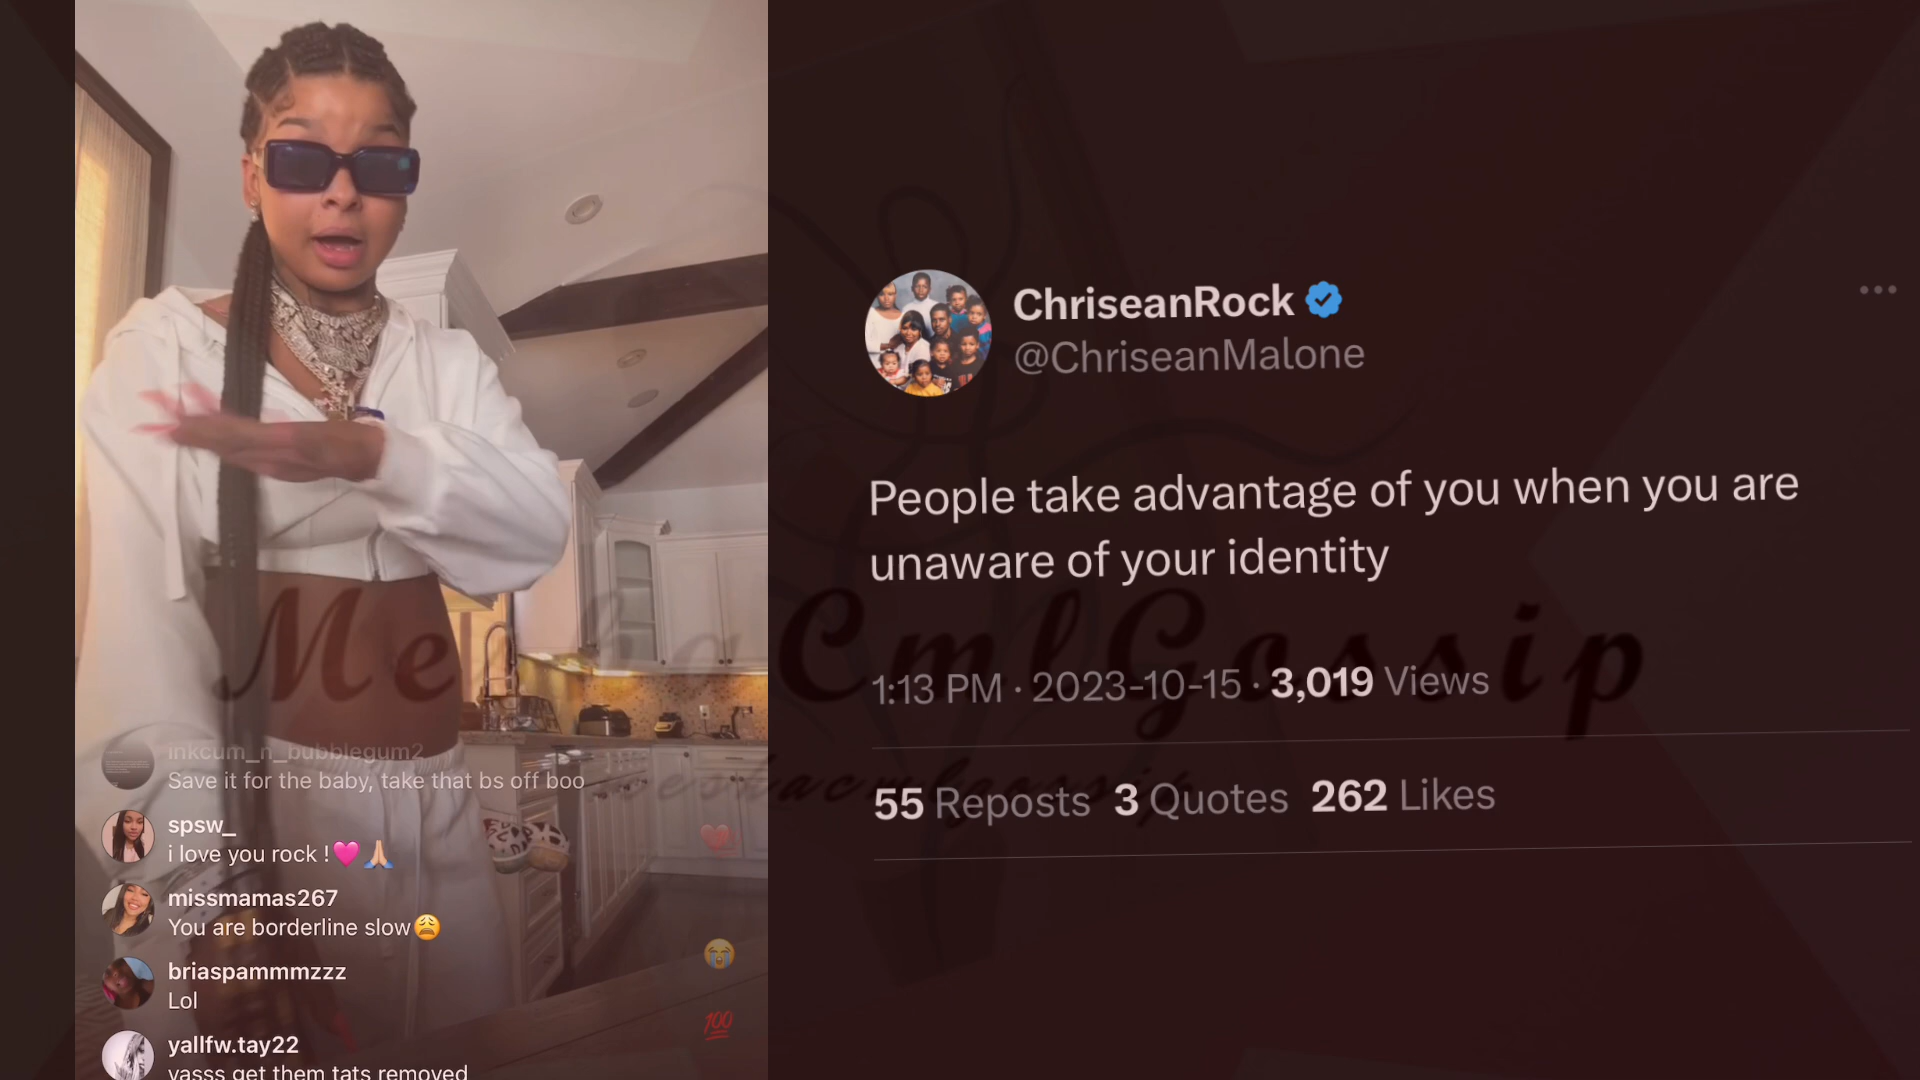 inkcum_n_bubblegum2
Save it for the baby, take that bs off boo
spsw_
i love you rock !🩷🙏🏼
missmamas267
You are borderline slow😩
briaspammmzzz
Lol
yallfw.tay22
yasss get them tats removed
100
ChriseanRock
@ChriseanMalone
People take advantage of you when you are
unaware of your identity
1:13 PM · 2023-10-15 · 3,019 Views
55 Reposts 3 Quotes 262 Likes
MeshaCmlGossip
meshacmlgossip